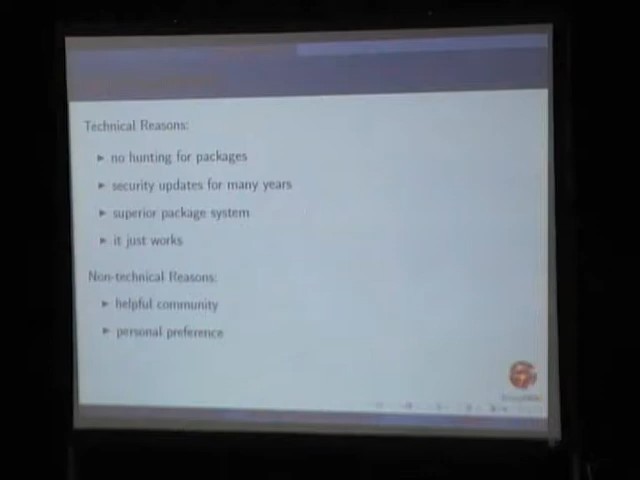 Technical Reasons:
no hunting for packages
security updates for many years
superior package system
it just works
Non-technical Reasons:
helpful community
personal preference